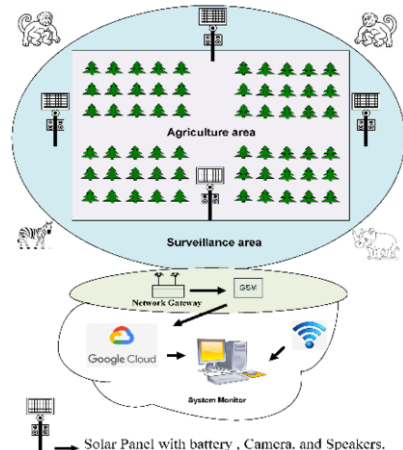 Agriculture area
Surveillance area
Network Gateway
GSM
Google Cloud
System Monitor
Solar Panel with battery , Camera. and Speakers.